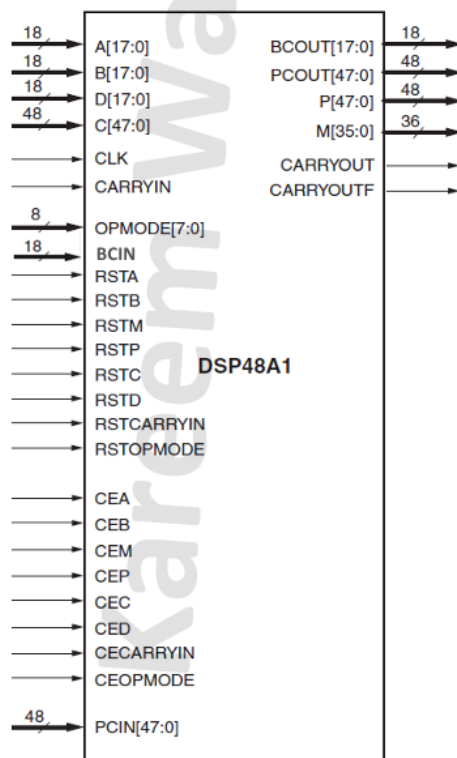 18 A[17:0] BCOUT[17:0] 18
18 B[17:0] PCOUT[47:0] 48
18 D[17:0] P[47:0] 48
48 C[47:0] M[35:0] 36
CLK CARRYOUT
CARRYIN CARRYOUTF
8 OPMODE[7:0]
18 BCIN
RSTA
RSTB
RSTM
RSTP
DSP48A1
RSTC
RSTD
RSTCARRYIN
RSTOPMODE
CEA
CEB
CEM
CEP
CEC
CED
CECARRYIN
CEOPMODE
48 PCIN[47:0]
Kareem Wa